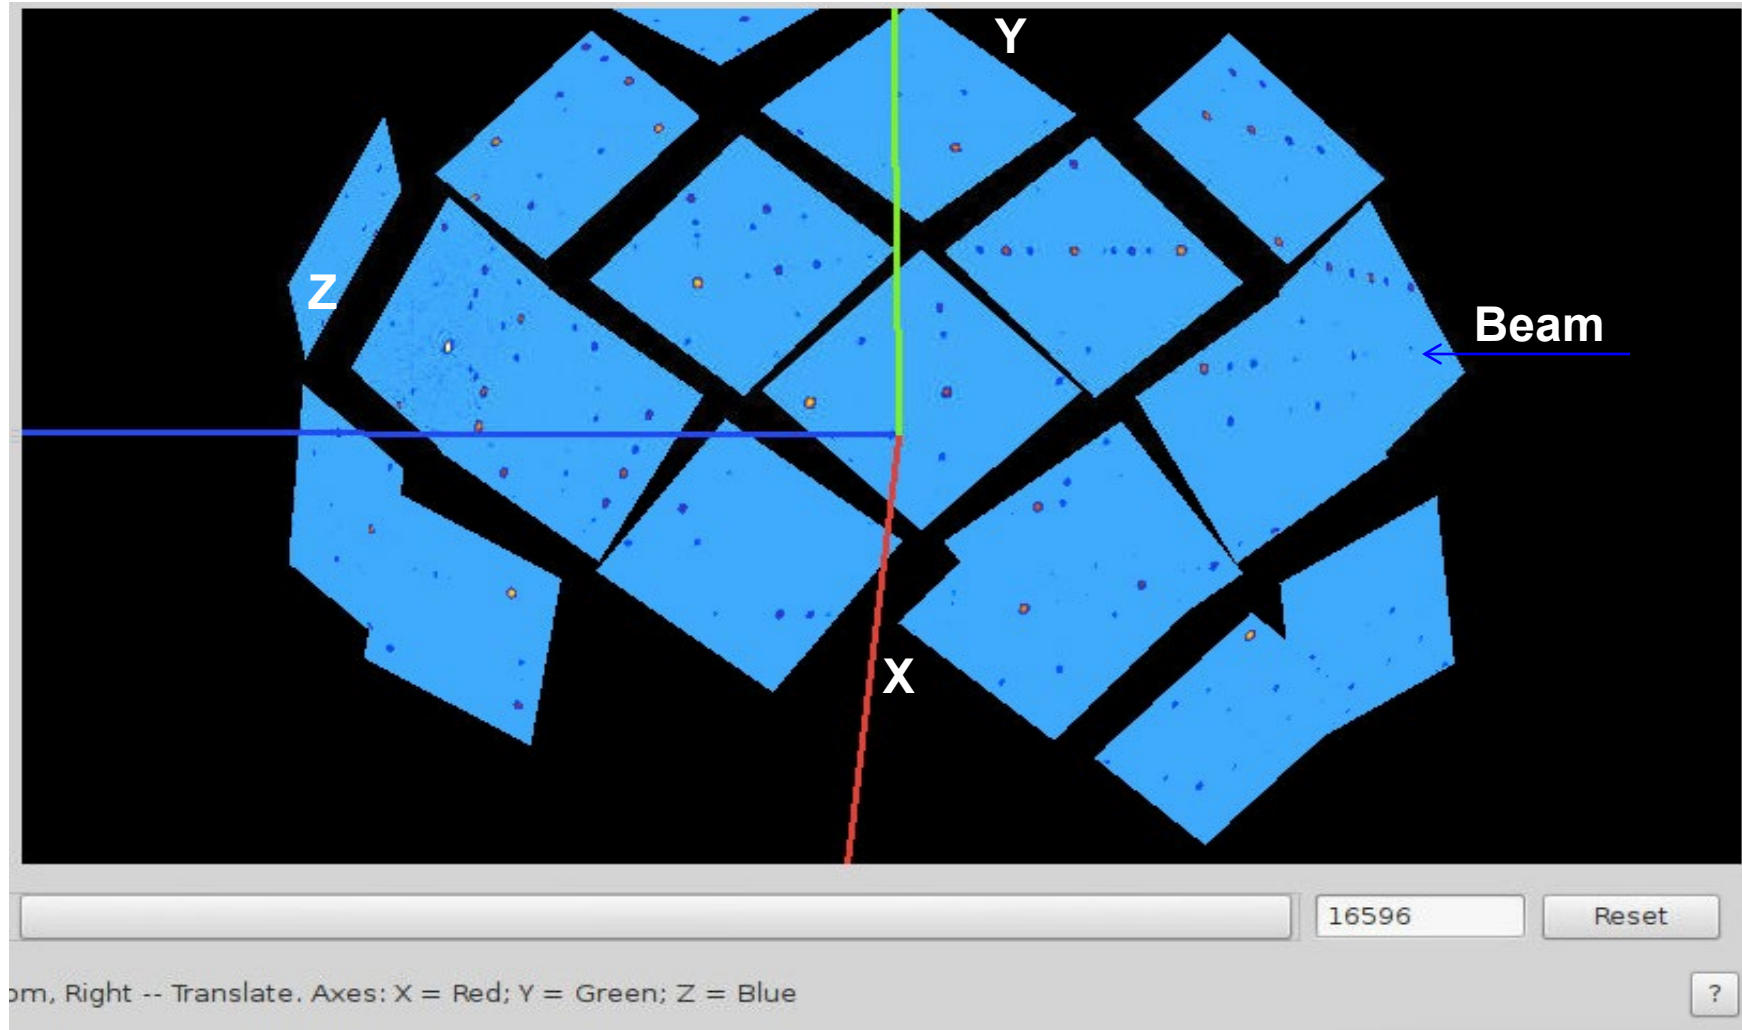 Y
Z
Beam
X
16596
Reset
om, Right -- Translate. Axes: X = Red; Y = Green; Z = Blue
?